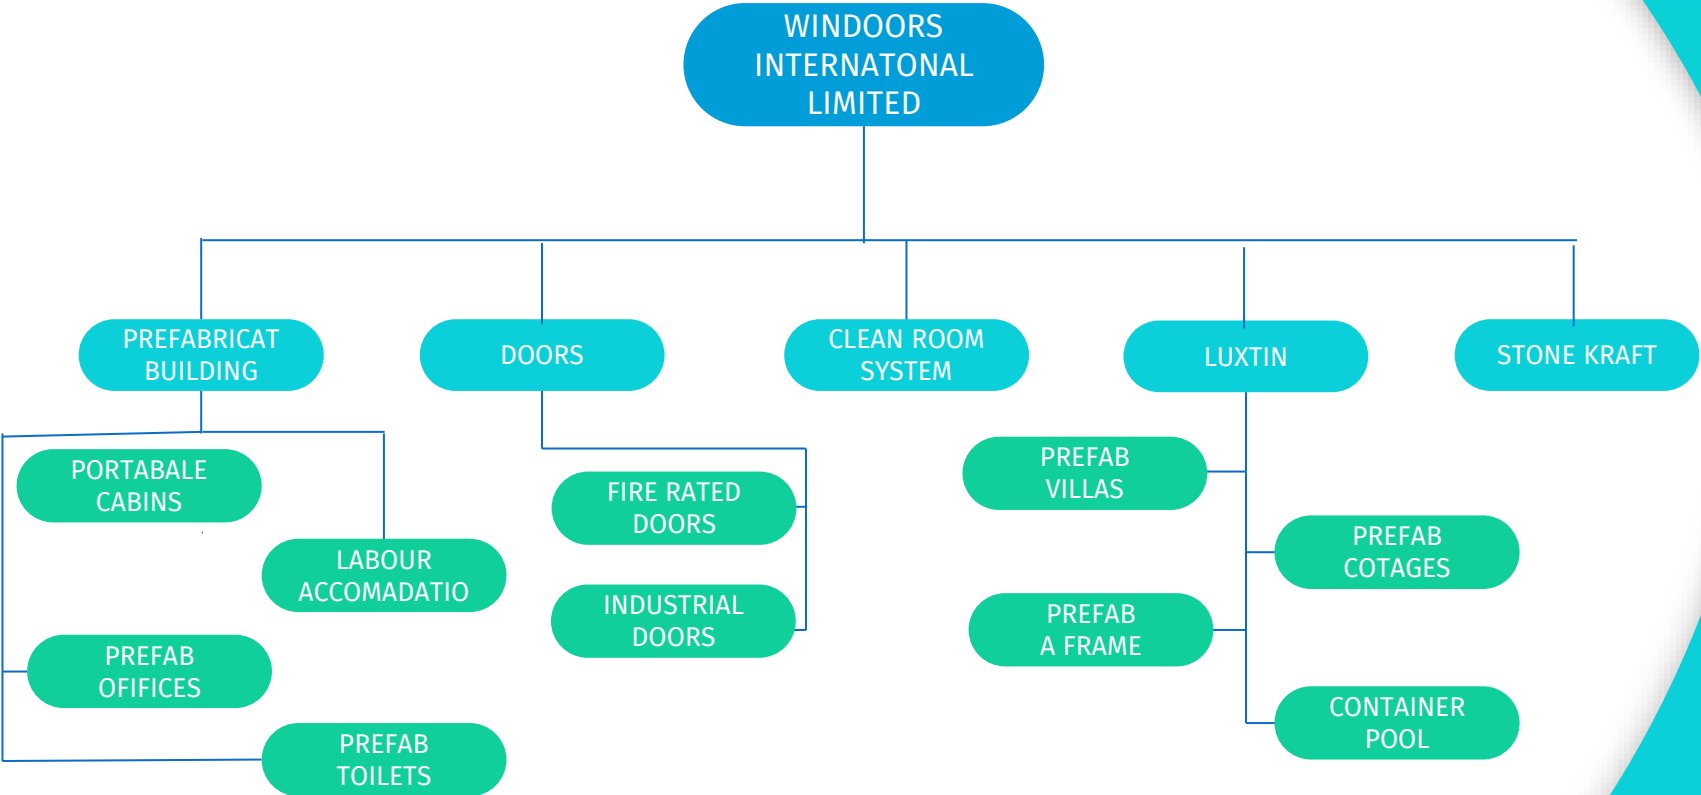 WINDOORS
INTERNATONAL
LIMITED
PREFABRICAT
BUILDING
DOORS
CLEAN ROOM
SYSTEM
LUXTIN
STONE KRAFT
PORTABALE
CABINS
LABOUR
ACCOMADATIO
PREFAB
OFIFICES
PREFAB
TOILETS
FIRE RATED
DOORS
INDUSTRIAL
DOORS
PREFAB
VILLAS
PREFAB
COTAGES
PREFAB
A FRAME
CONTAINER
POOL